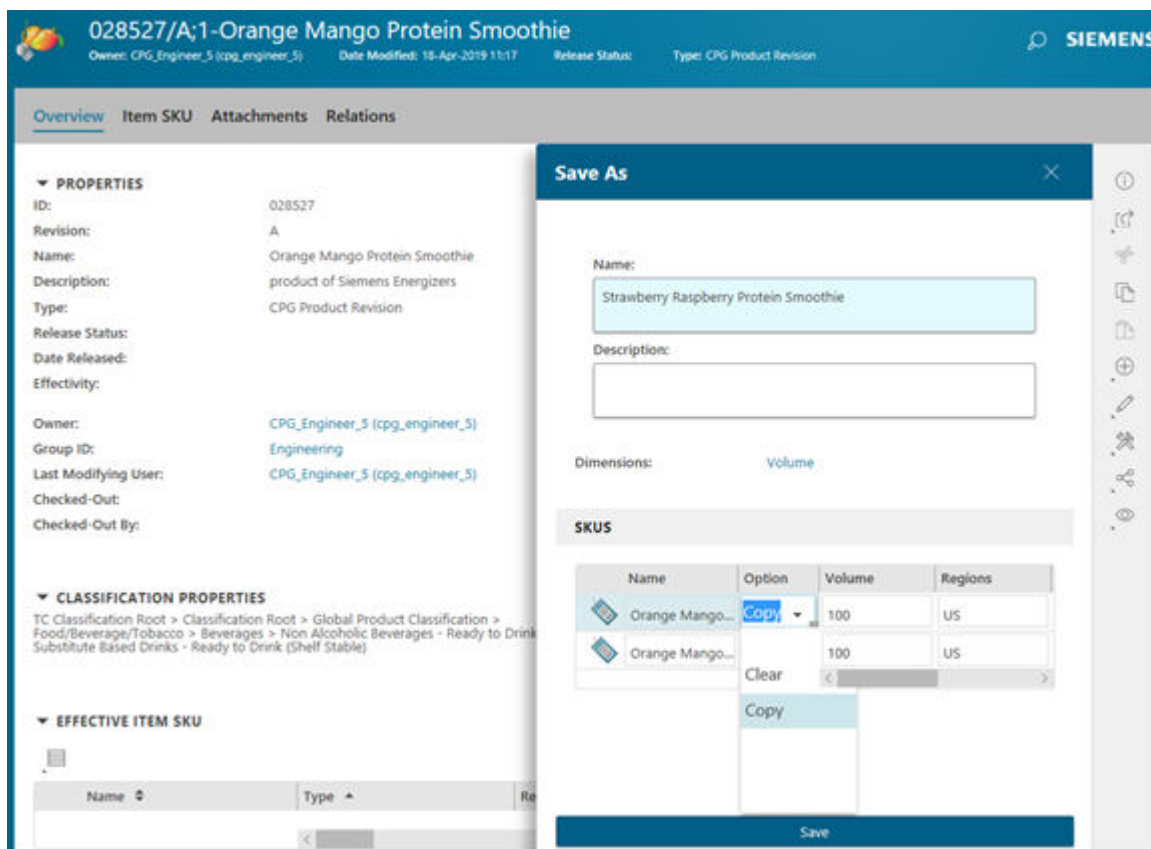 028527/A;1-Orange Mango Protein Smoothie
Owner: CPG_Engineer_5 (cpg_engineer_5) Date Modified: 18-Apr-2019 11:17 Release Status: Type: CPG Product Revision
SIEMENS
Overview Item SKU Attachments Relations
PROPERTIES
ID: 028527
Revision: A
Name: Orange Mango Protein Smoothie
Description: product of Siemens Energizers
Type: CPG Product Revision
Release Status:
Date Released:
Effectivity:
Owner: CPG_Engineer_5 (cpg_engineer_5)
Group ID: Engineering
Last Modifying User: CPG_Engineer_5 (cpg_engineer_5)
Checked-Out:
Checked-Out By:
CLASSIFICATION PROPERTIES
TC Classification Root > Classification Root > Global Product Classification >
Food/Beverage/Tobacco > Beverages > Non Alcoholic Beverages - Ready to Drink
Substitute Based Drinks - Ready to Drink (Shelf Stable)
EFFECTIVE ITEM SKU
Name Type Re
Save As
Name:
Strawberry Raspberry Protein Smoothie
Description:
Dimensions: Volume
SKUS
Name Option Volume Regions
Orange Mango... Copy 100 US
Orange Mango... 100 US
Clear
Copy
Save